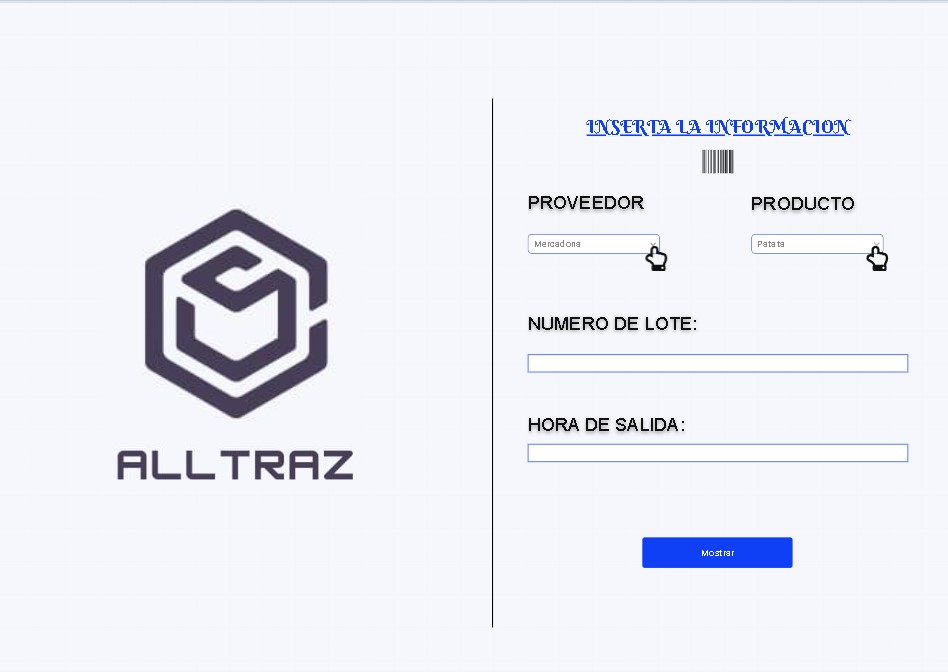 ALLTRAZ
INSERTA LA INFORMACION
PROVEEDOR
PRODUCTO
Mercadona
Patata
NUMERO DE LOTE:
HORA DE SALIDA:
Mostrar